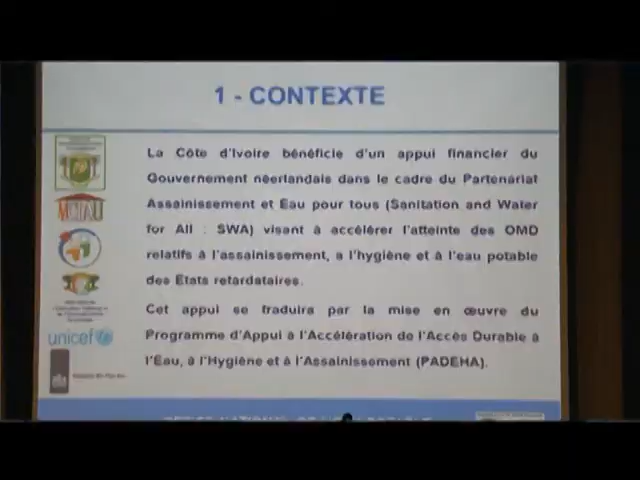 1 - CONTEXTE
La Côte d'Ivoire bénéficie d'un appui financier du
Gouvernement néerlandais dans le cadre du Partenariat
Assainissement et Eau pour tous (Sanitation and Water
for All : SWA) visant à accélérer l'atteinte des OMD
relatifs à l'assainissement, a l'hygiène et à l'eau potable
des Etats retardataires.
Cet appui se traduira par la mise en œuvre du
Programme d'Appui à l'Accélération de l'Accès Durable à
l'Eau, à l'Hygiène et à l'Assainissement (PADEHA).
unicef